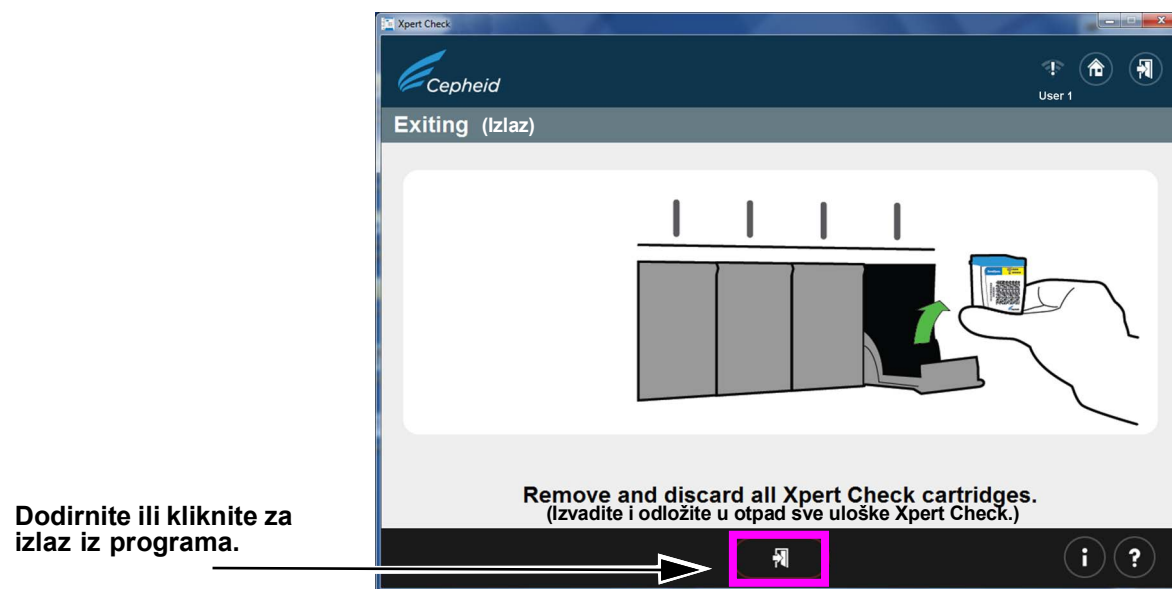 Xpert Check
Cepheid
User 1
Exiting (Izlaz)
Remove and discard all Xpert Check cartridges.
(Izvadite i odložite u otpad sve uloške Xpert Check.)
Dodirnite ili kliknite za
izlaz iz programa.
i ?